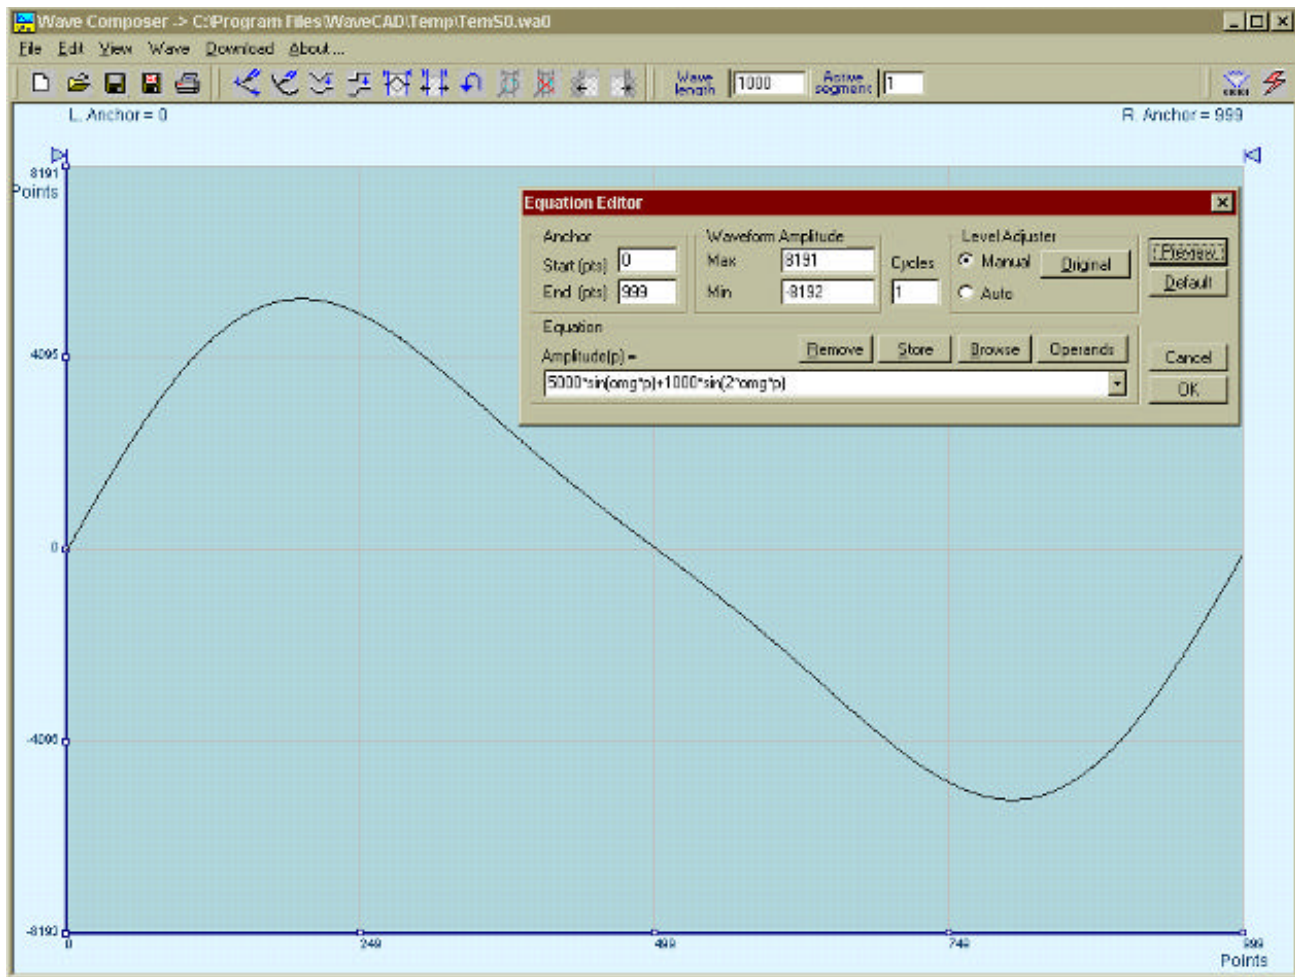 Wave Composer -> C:\Program Files\WaveCAD\Temp\TemS0.wa0
File Edit View Wave Download About...
Wave length 1000 Active segment 1
L. Anchor = 0 R. Anchor = 999
8191
Points
Equation Editor
Anchor Waveform Amplitude Level Adjuster
Start (pts) 0 Max 8191 Cycles Manual Original Preview
End (pts) 999 Min -8192 1 Auto Default
Equation
Amplitude(p) = Remove Store Browse Operands Cancel
5000*sin(omg*p)+1000*sin(2*omg*p) OK
4095
0
-4096
-8192
0 249 499 749 999
Points